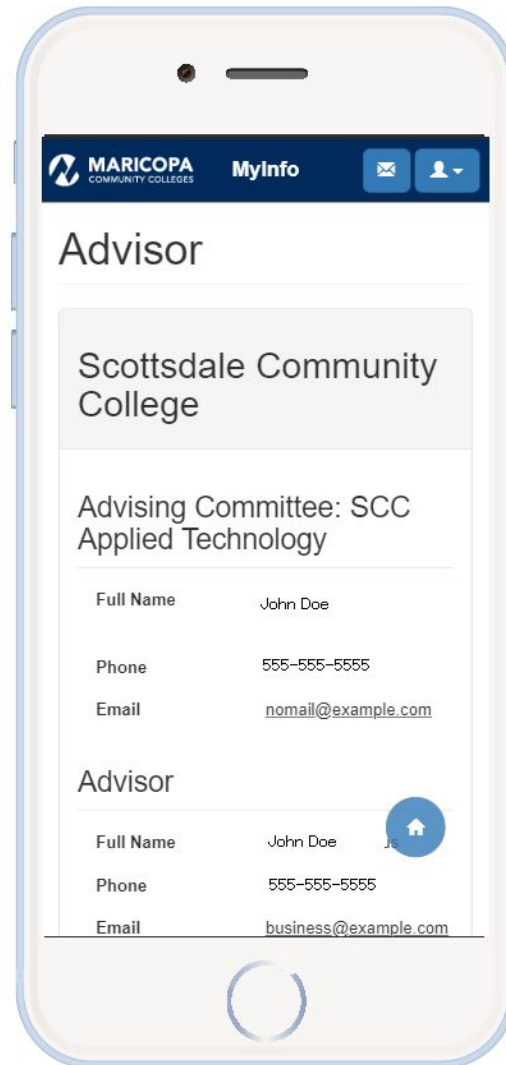 MARICOPA
COMMUNITY COLLEGES
MyInfo
Advisor
Scottsdale Community
College
Advising Committee: SCC
Applied Technology
Full Name John Doe
Phone 555-555-5555
Email nomail@example.com
Advisor
Full Name John Doe
Phone 555-555-5555
Email business@example.com